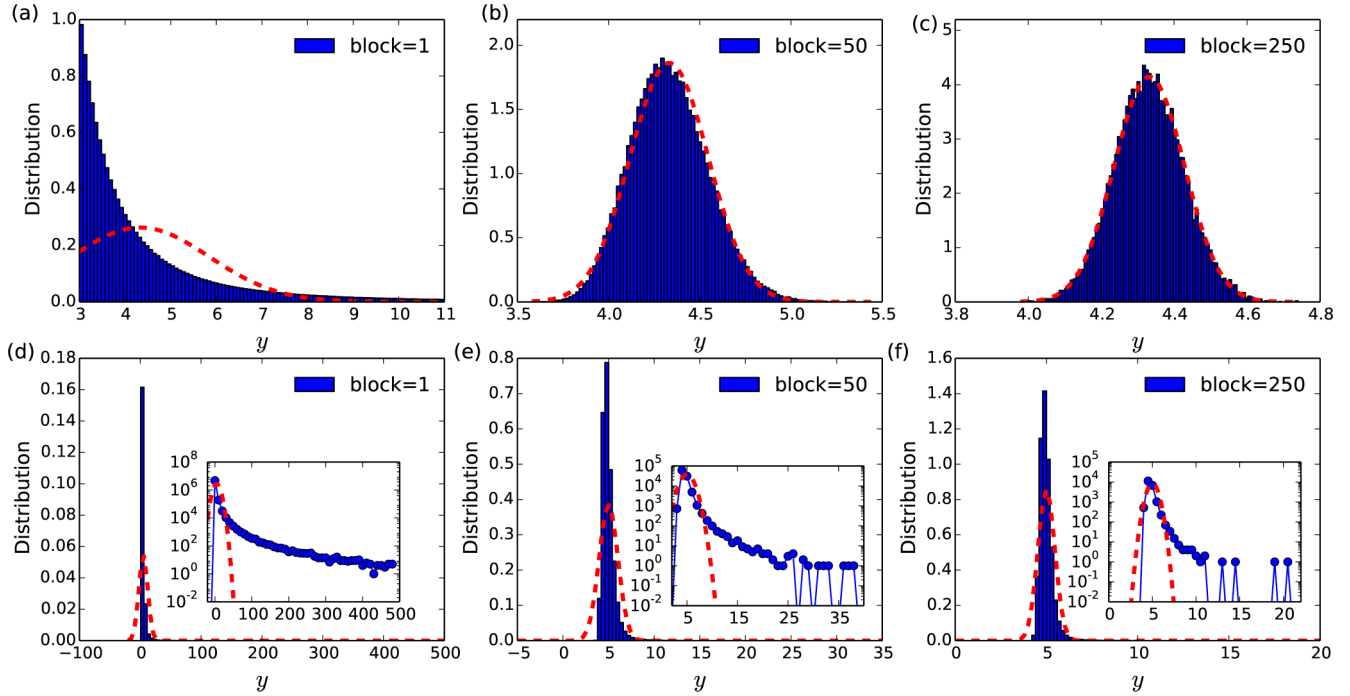 (a)
1.0
0.8
0.6
0.4
0.2
0.0
Distribution
block=1
3 4 5 6 7 8 9 10 11
y
(b)
2.0
1.5
1.0
0.5
0.0
Distribution
block=50
3.5 4.0 4.5 5.0 5.5
y
(c)
5
4
3
2
1
0
Distribution
block=250
3.8 4.0 4.2 4.4 4.6 4.8
y
(d)
0.18
0.16
0.14
0.12
0.10
0.08
0.06
0.04
0.02
0.00
Distribution
block=1
10^8
10^6
10^4
10^2
10^0
10^-2
0 100 200 300 400 500
−100 0 100 200 300 400 500
y
(e)
0.8
0.7
0.6
0.5
0.4
0.3
0.2
0.1
0.0
Distribution
block=50
10^5
10^4
10^3
10^2
10^1
10^0
10^-1
10^-2
5 15 25 35
−5 0 5 10 15 20 25 30 35
y
(f)
1.6
1.4
1.2
1.0
0.8
0.6
0.4
0.2
0.0
Distribution
block=250
10^5
10^4
10^3
10^2
10^1
10^0
10^-1
10^-2
0 5 10 15 20
0 5 10 15 20
y